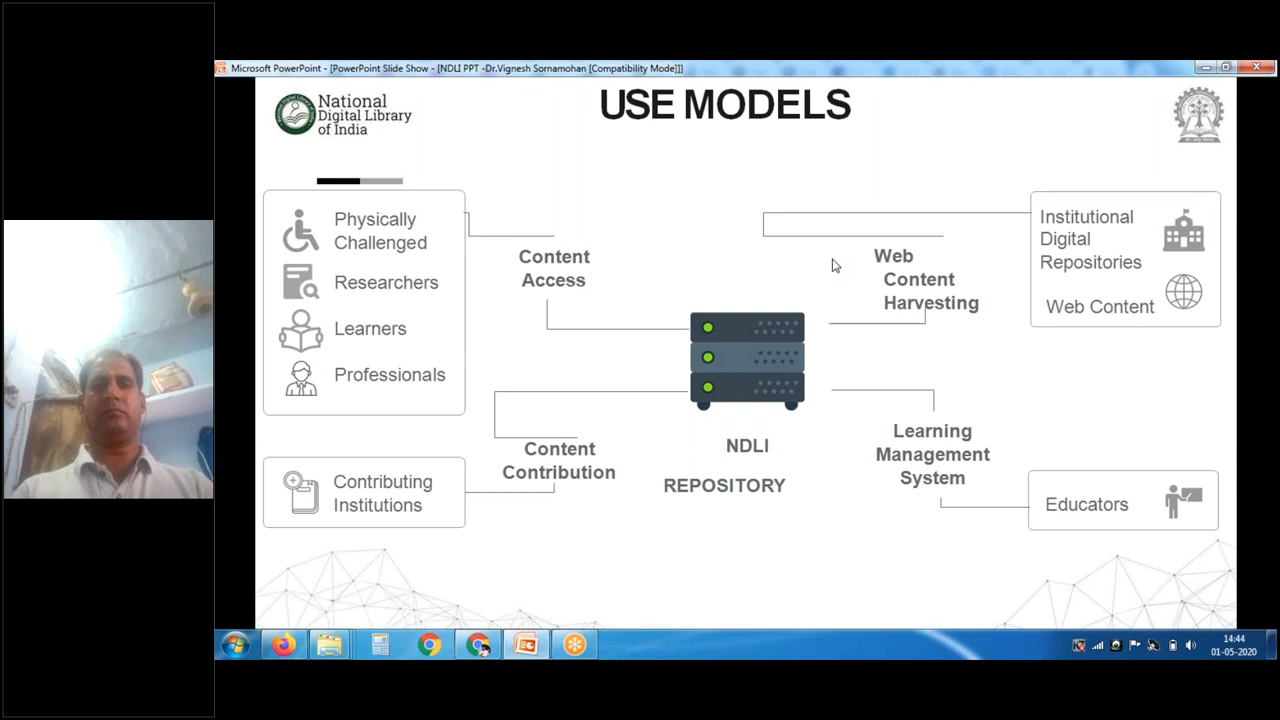 Microsoft PowerPoint - [PowerPoint Slide Show - [NDLI PPT -Dr.Vignesh Sornamohan [Compatibility Mode]]]
National
Digital Library
of India
USE MODELS
Physically
Challenged
Researchers
Learners
Professionals
Content
Access
Web
Content
Harvesting
Institutional
Digital
Repositories
Web Content
Contributing
Institutions
Content
Contribution
NDLI
REPOSITORY
Learning
Management
System
Educators
14:44
01-05-2020